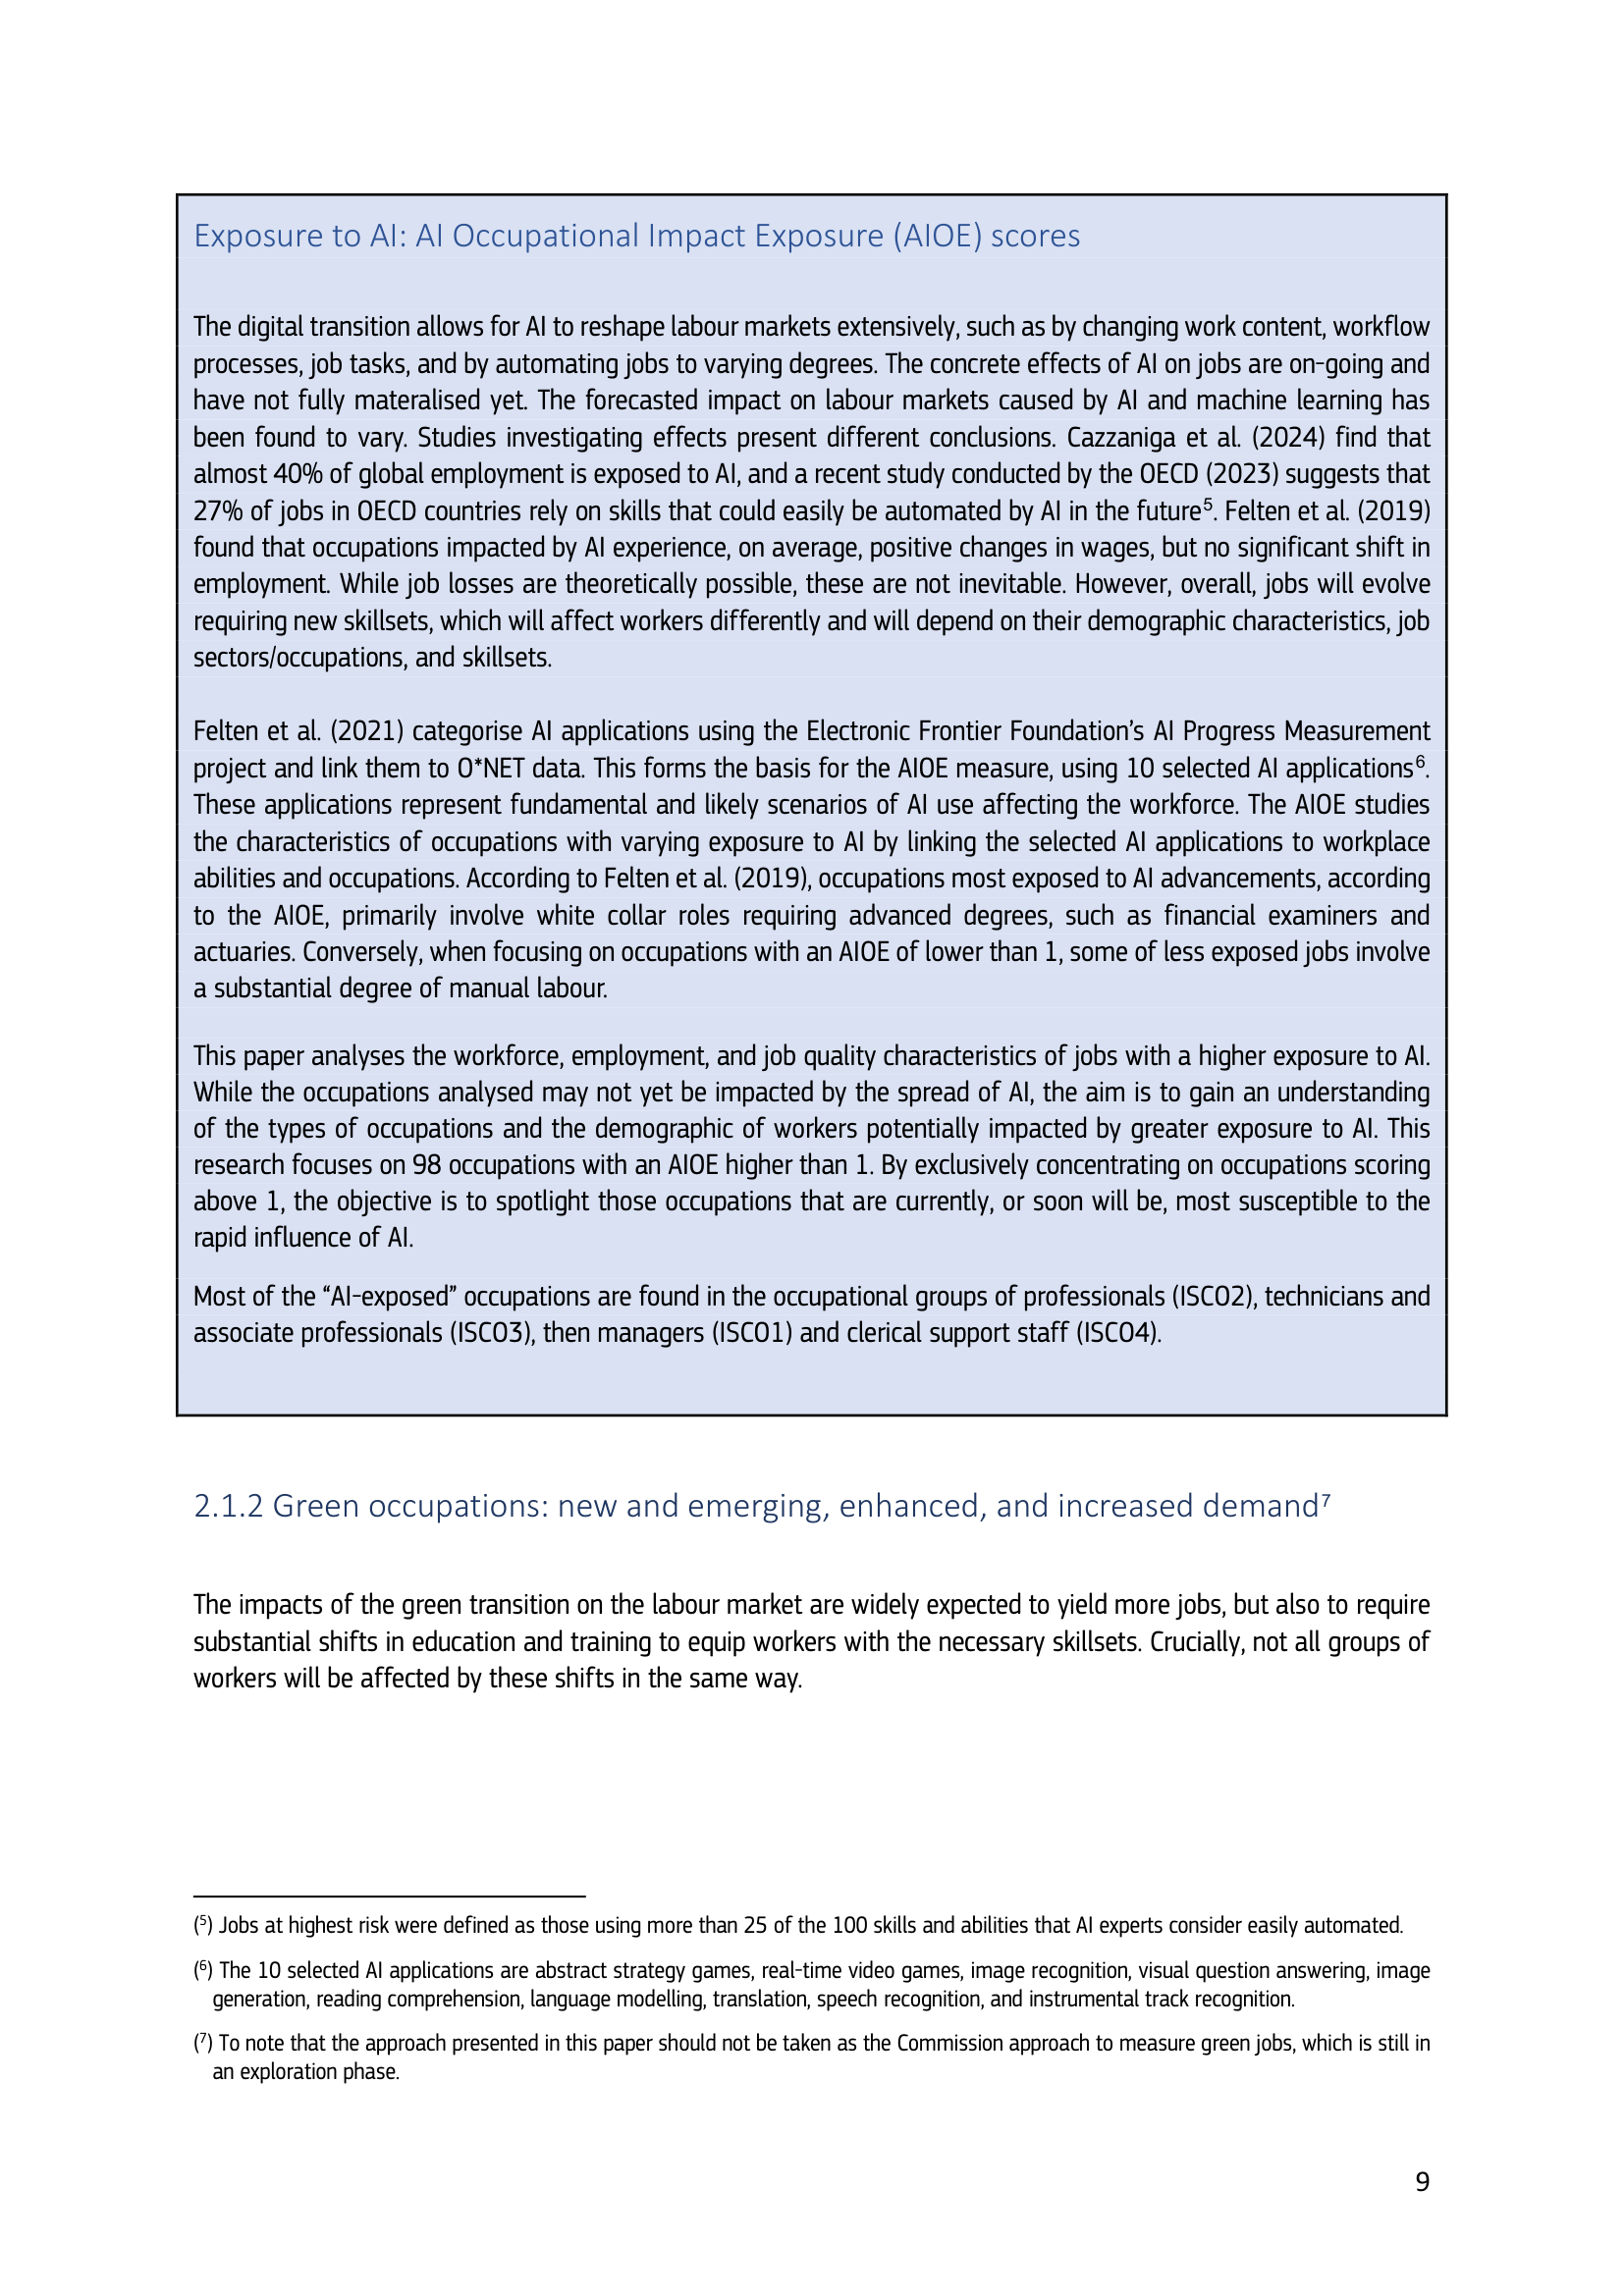 Exposure to AI: AI Occupational Impact Exposure (AIOE) scores
The digital transition allows for AI to reshape labour markets extensively, such as by changing work content, workflow
processes, job tasks, and by automating jobs to varying degrees. The concrete effects of AI on jobs are on-going and
have not fully materalised yet. The forecasted impact on labour markets caused by AI and machine learning has
been found to vary. Studies investigating effects present different conclusions. Cazzaniga et al. (2024) find that
almost 40% of global employment is exposed to AI, and a recent study conducted by the OECD (2023) suggests that
27% of jobs in OECD countries rely on skills that could easily be automated by AI in the future⁵. Felten et al. (2019)
found that occupations impacted by AI experience, on average, positive changes in wages, but no significant shift in
employment. While job losses are theoretically possible, these are not inevitable. However, overall, jobs will evolve
requiring new skillsets, which will affect workers differently and will depend on their demographic characteristics, job
sectors/occupations, and skillsets.
Felten et al. (2021) categorise AI applications using the Electronic Frontier Foundation’s AI Progress Measurement
project and link them to O*NET data. This forms the basis for the AIOE measure, using 10 selected AI applications⁶.
These applications represent fundamental and likely scenarios of AI use affecting the workforce. The AIOE studies
the characteristics of occupations with varying exposure to AI by linking the selected AI applications to workplace
abilities and occupations. According to Felten et al. (2019), occupations most exposed to AI advancements, according
to the AIOE, primarily involve white collar roles requiring advanced degrees, such as financial examiners and
actuaries. Conversely, when focusing on occupations with an AIOE of lower than 1, some of less exposed jobs involve
a substantial degree of manual labour.
This paper analyses the workforce, employment, and job quality characteristics of jobs with a higher exposure to AI.
While the occupations analysed may not yet be impacted by the spread of AI, the aim is to gain an understanding
of the types of occupations and the demographic of workers potentially impacted by greater exposure to AI. This
research focuses on 98 occupations with an AIOE higher than 1. By exclusively concentrating on occupations scoring
above 1, the objective is to spotlight those occupations that are currently, or soon will be, most susceptible to the
rapid influence of AI.
Most of the “AI-exposed” occupations are found in the occupational groups of professionals (ISCO2), technicians and
associate professionals (ISCO3), then managers (ISCO1) and clerical support staff (ISCO4).
2.1.2 Green occupations: new and emerging, enhanced, and increased demand⁷
The impacts of the green transition on the labour market are widely expected to yield more jobs, but also to require
substantial shifts in education and training to equip workers with the necessary skillsets. Crucially, not all groups of
workers will be affected by these shifts in the same way.
(⁵) Jobs at highest risk were defined as those using more than 25 of the 100 skills and abilities that AI experts consider easily automated.
(⁶) The 10 selected AI applications are abstract strategy games, real-time video games, image recognition, visual question answering, image
generation, reading comprehension, language modelling, translation, speech recognition, and instrumental track recognition.
(⁷) To note that the approach presented in this paper should not be taken as the Commission approach to measure green jobs, which is still in
an exploration phase.
9